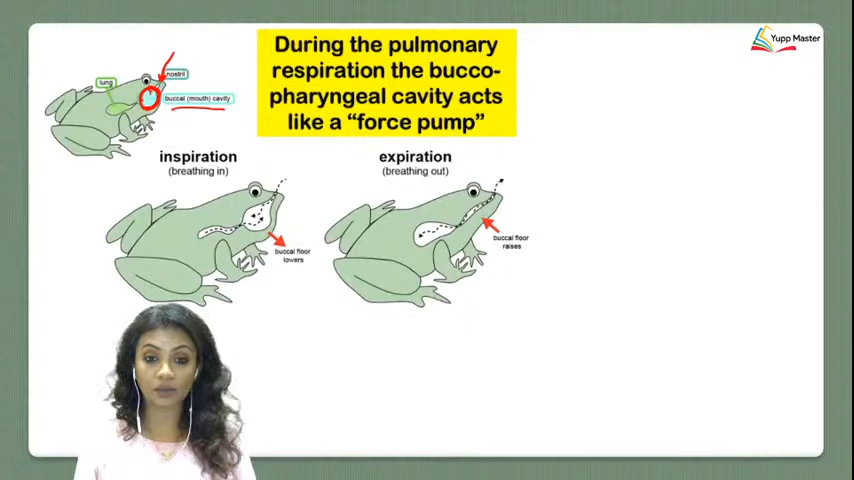 During the pulmonary
respiration the bucco-
pharyngeal cavity acts
like a “force pump”
Yupp Master
nostril
lung
buccal (mouth) cavity
inspiration
(breathing in)
expiration
(breathing out)
buccal floor
lowers
buccal floor
raises